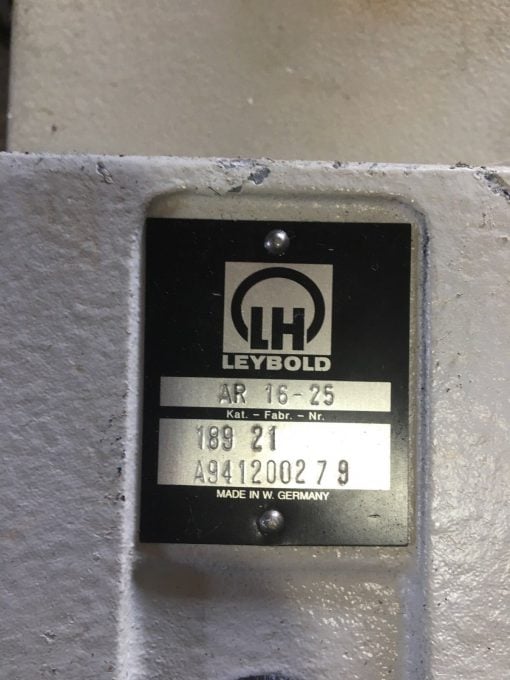 LH
LEYBOLD
AR 16-25
Kat. - Fabr. - Nr.
189 21
A941200279
MADE IN W. GERMANY